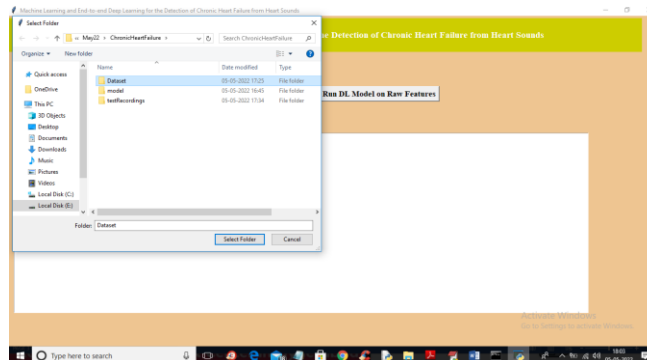 Machine Learning and End-to-end Deep Learning for the Detection of Chronic Heart Failure from Heart Sounds
Select Folder
« May22 > ChronicHeartFailure
Search ChronicHeartFailure
he Detection of Chronic Heart Failure from Heart Sounds
Organize
New folder
Name Date modified Type
Quick access
Dataset 05-05-2022 17:25 File folder
OneDrive
model 05-05-2022 16:45 File folder
This PC
testRecordings 05-05-2022 17:34 File folder
Run DL Model on Raw Features
3D Objects
Desktop
Documents
Downloads
Music
Pictures
Videos
Local Disk (C:)
Local Disk (E:)
Folder: Dataset
Select Folder
Cancel
Activate Windows
Go to Settings to activate Windows.
Type here to search